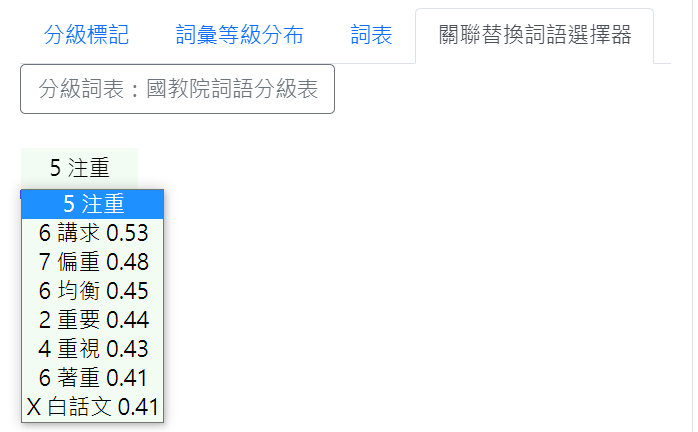 分級標記 詞彙等級分布 詞表 關聯替換詞語選擇器
分級詞表：國教院詞語分級表
5 注重
5 注重
6 講求 0.53
7 偏重 0.48
6 均衡 0.45
2 重要 0.44
4 重視 0.43
6 著重 0.41
X 白話文 0.41